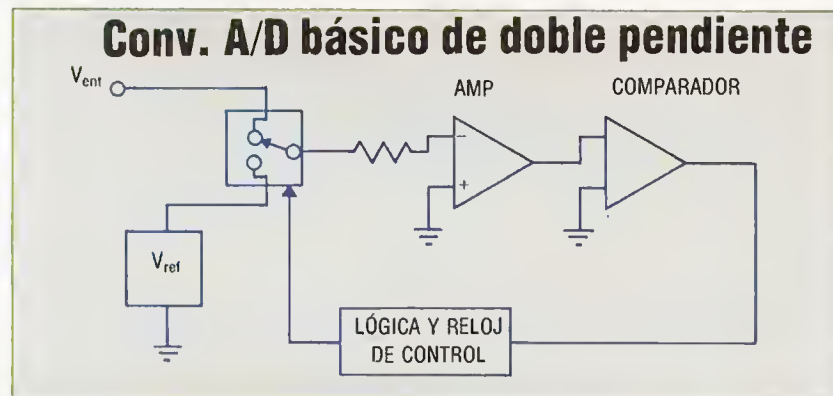 Conv. A/D básico de doble pendiente
V_ent
AMP
COMPARADOR
−
+
V_ref
LÓGICA Y RELOJ
DE CONTROL